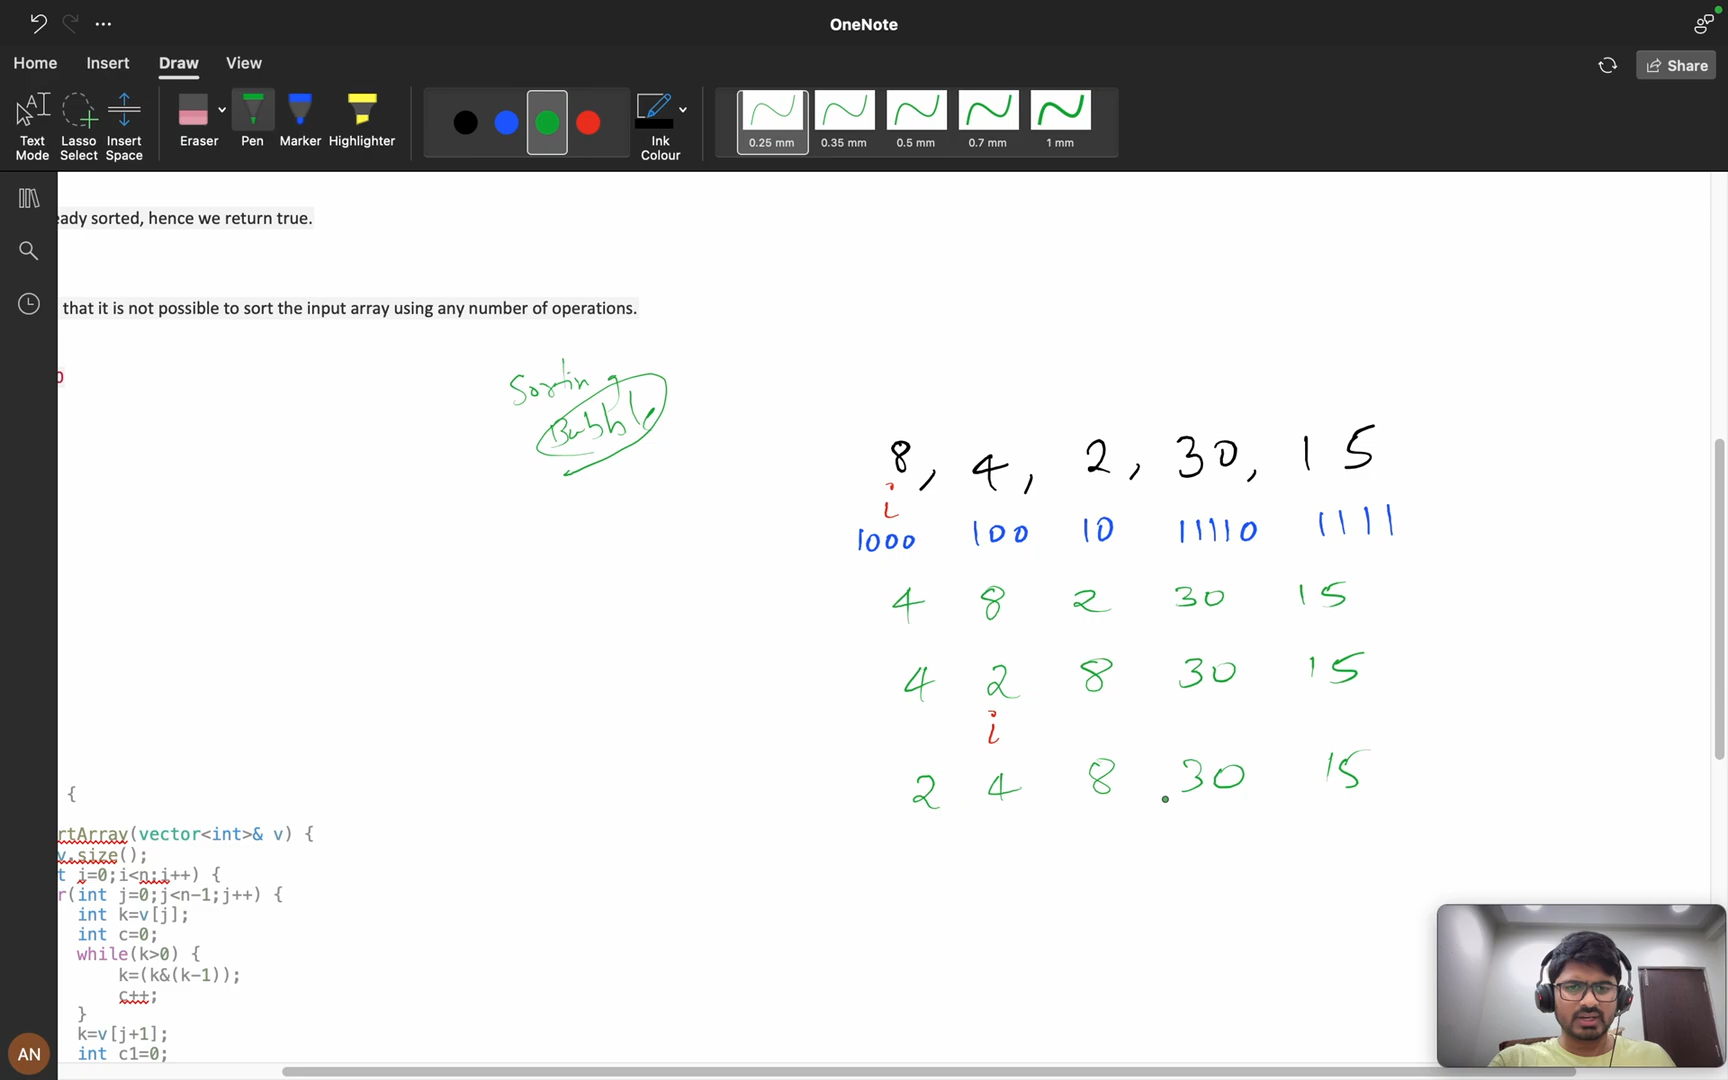 OneNote
Home Insert Draw View
Share
Text Mode
Lasso Select
Insert Space
Eraser
Pen
Marker
Highlighter
Ink Colour
0.25 mm
0.35 mm
0.5 mm
0.7 mm
1 mm
eady sorted, hence we return true.
that it is not possible to sort the input array using any number of operations.
Sorting
Bubble
8, 4, 2, 30, 15
i
1000 100 10 11110 1111
4 8 2 30 15
4 2 8 30 15
i
2 4 8 30 15
{
rtArray(vector<int>& v) {
v.size();
t i=0;i<n;i++) {
r(int j=0;j<n-1;j++) {
int k=v[j];
int c=0;
while(k>0) {
k=(k&(k-1));
c++;
}
k=v[j+1];
int c1=0;
AN